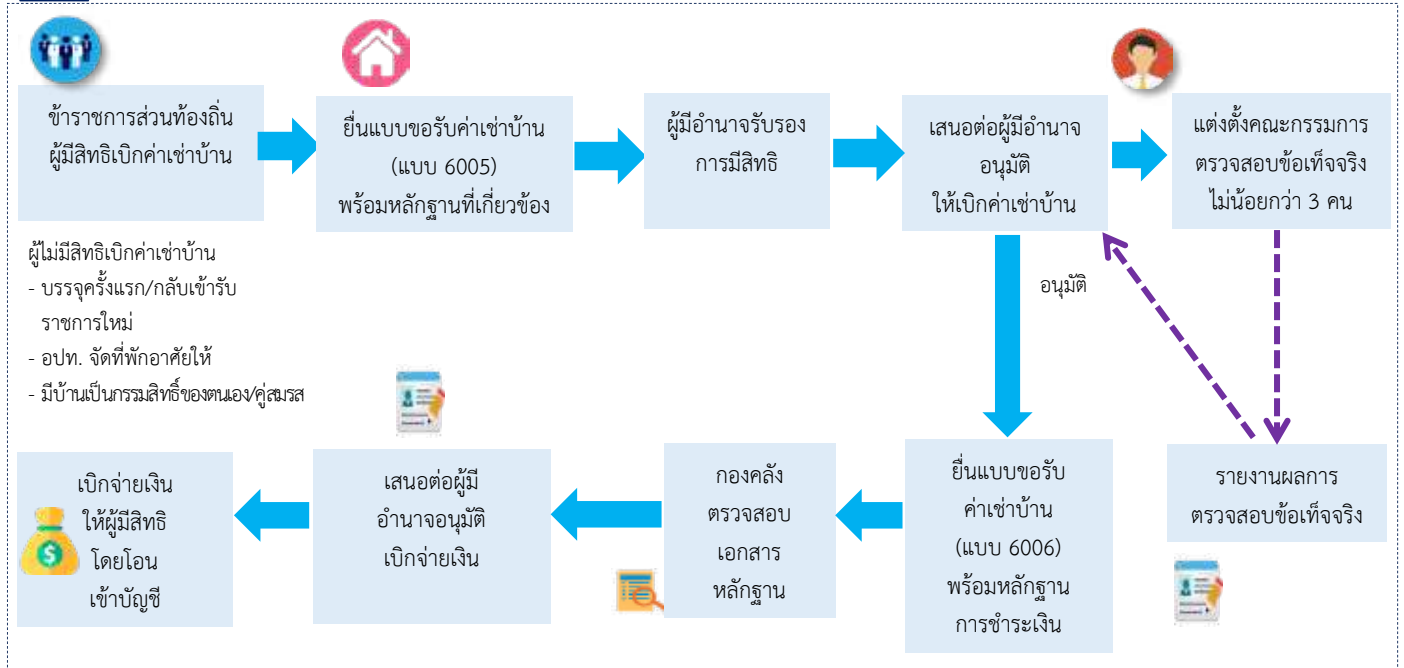 ข้าราชการส่วนท้องถิ่น
ผู้มีสิทธิเบิกค่าเช่าบ้าน
ยื่นแบบขอรับค่าเช่าบ้าน
(แบบ 6005)
พร้อมหลักฐานที่เกี่ยวข้อง
ผู้มีอำนาจรับรอง
การมีสิทธิ
เสนอต่อผู้มีอำนาจ
อนุมัติ
ให้เบิกค่าเช่าบ้าน
แต่งตั้งคณะกรรมการ
ตรวจสอบข้อเท็จจริง
ไม่น้อยกว่า 3 คน
ผู้ไม่มีสิทธิเบิกค่าเช่าบ้าน
- บรรจุครั้งแรก/กลับเข้ารับ
ราชการใหม่
- อปท. จัดที่พักอาศัยให้
- มีบ้านเป็นกรรมสิทธิ์ของตนเอง/คู่สมรส
อนุมัติ
รายงานผลการ
ตรวจสอบข้อเท็จจริง
ยื่นแบบขอรับ
ค่าเช่าบ้าน
(แบบ 6006)
พร้อมหลักฐาน
การชำระเงิน
กองคลัง
ตรวจสอบ
เอกสาร
หลักฐาน
เสนอต่อผู้มี
อำนาจอนุมัติ
เบิกจ่ายเงิน
เบิกจ่ายเงิน
ให้ผู้มีสิทธิ
โดยโอน
เข้าบัญชี